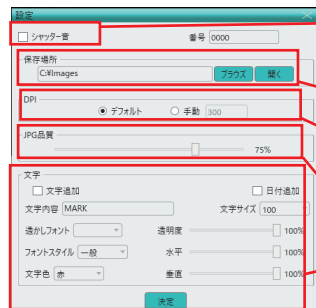 設定
シャッター音 番号 0000
保存場所
C:¥Images ブラウズ 開く
DPI
デフォルト 手動 300
JPG品質
75%
文字
文字追加 日付追加
文字内容 MARK 文字サイズ 100
透かしフォント 透明度 100%
フォントスタイル 一般 水平 100%
文字色 赤 垂直 100%
決定